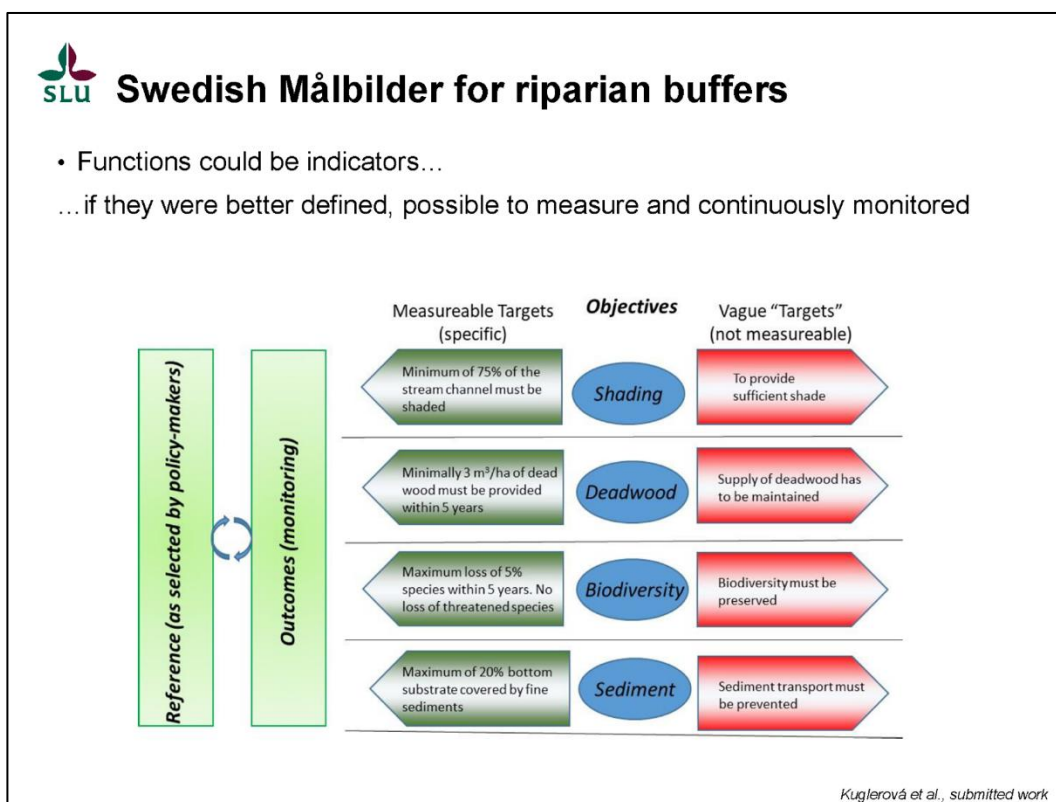 SLU
Swedish Målbilder for riparian buffers
• Functions could be indicators…
…if they were better defined, possible to measure and continuously monitored
Reference (as selected by policy-makers)
Outcomes (monitoring)
Measureable Targets
(specific)
Objectives
Vague “Targets”
(not measureable)
Minimum of 75% of the
stream channel must be
shaded
Shading
To provide
sufficient shade
Minimally 3 m³/ha of dead
wood must be provided
within 5 years
Deadwood
Supply of deadwood has
to be maintained
Maximum loss of 5%
species within 5 years. No
loss of threatened species
Biodiversity
Biodiversity must be
preserved
Maximum of 20% bottom
substrate covered by fine
sediments
Sediment
Sediment transport must
be prevented
Kuglerová et al., submitted work